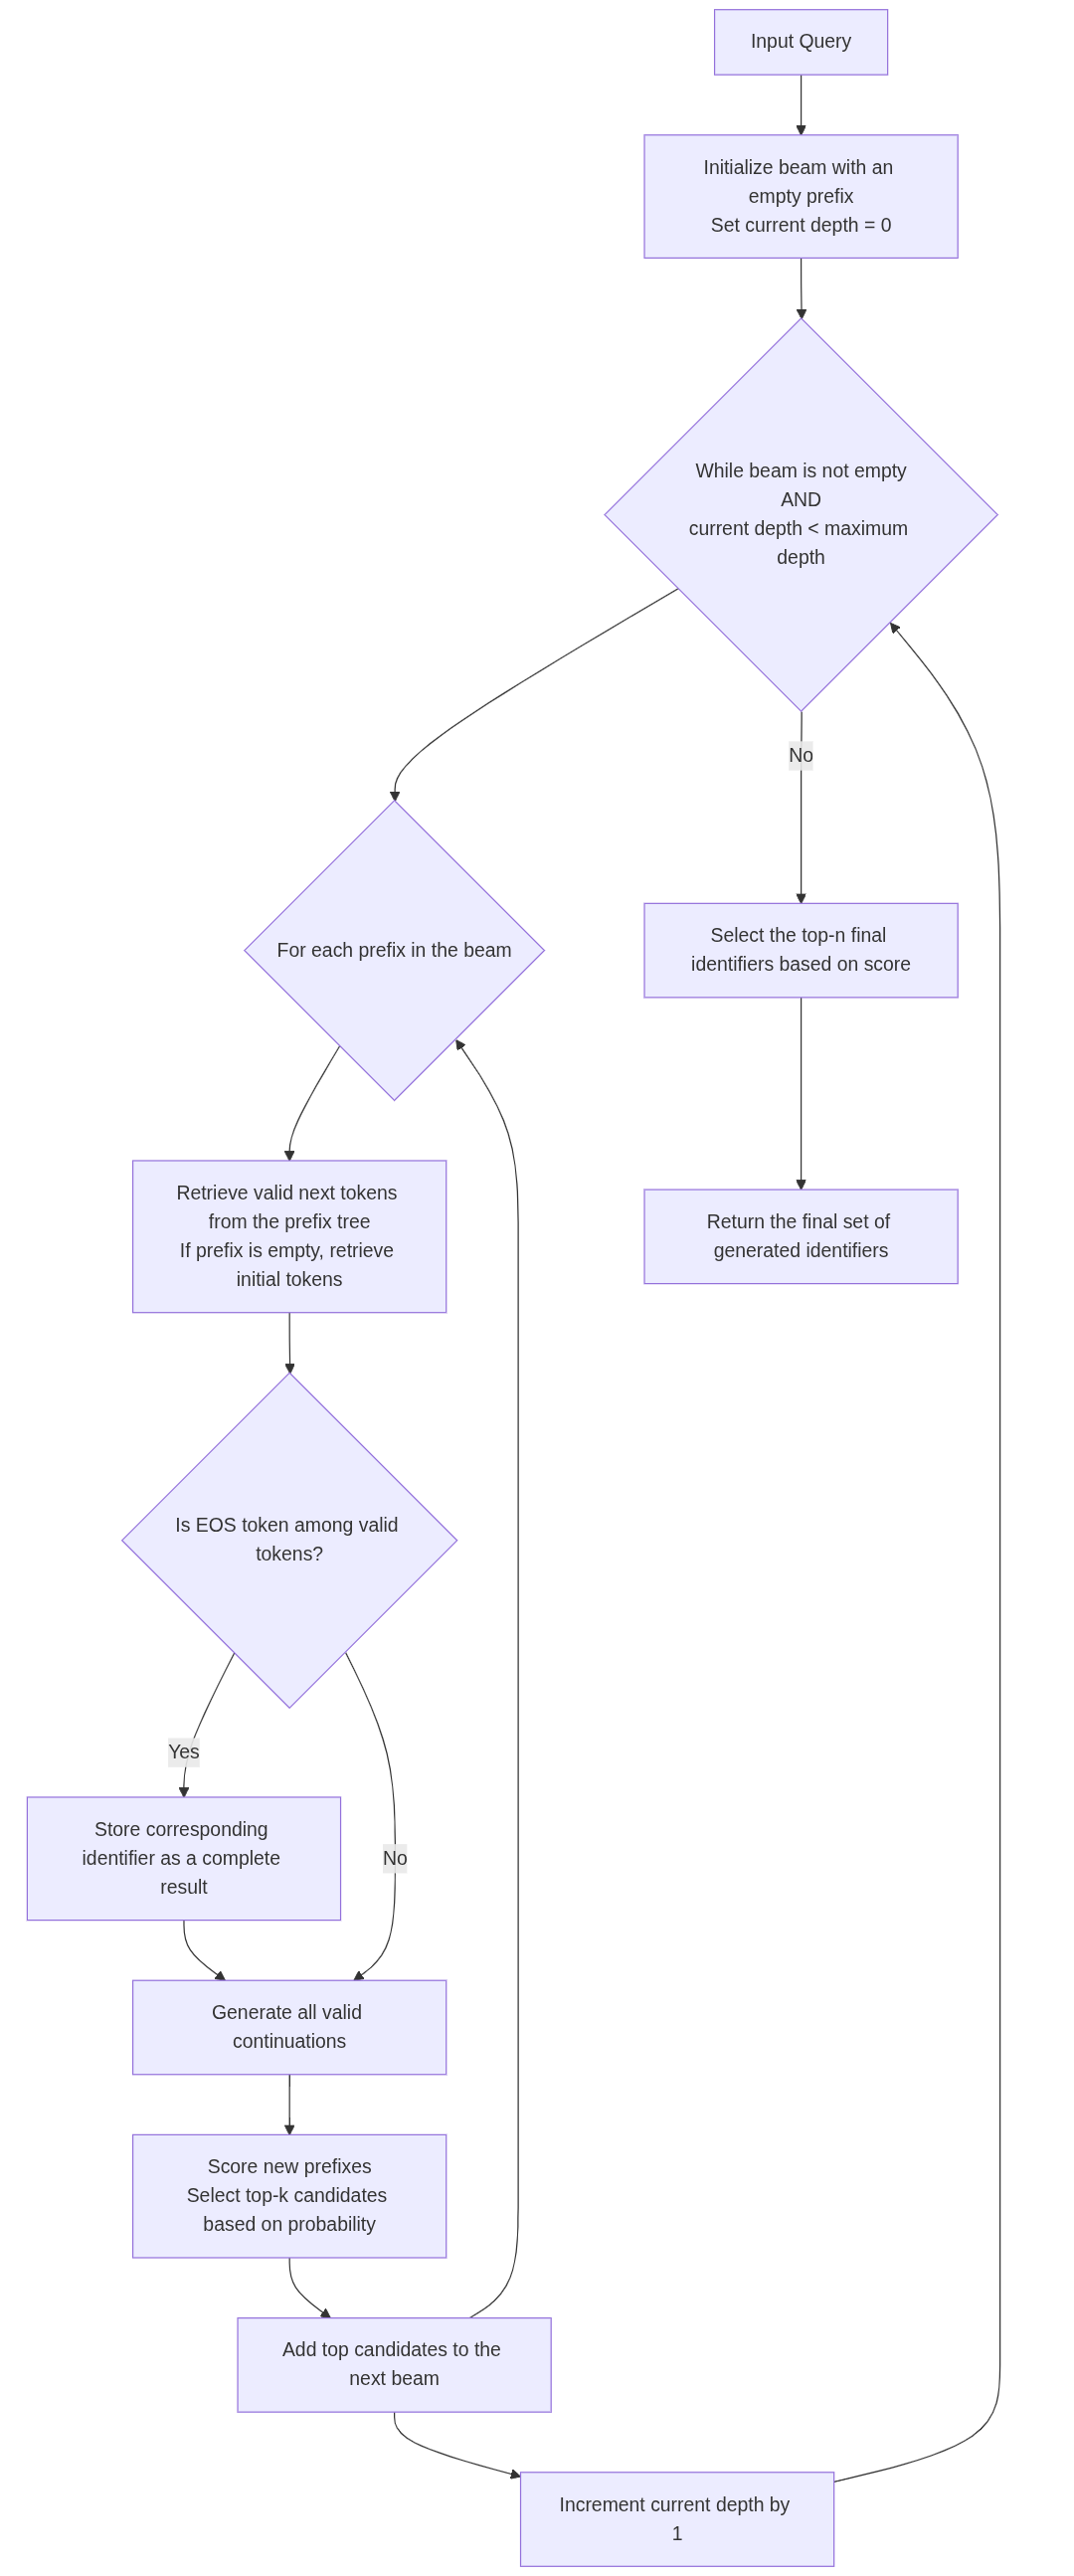 Input Query
Initialize beam with an
empty prefix
Set current depth = 0
While beam is not empty
AND
current depth < maximum
depth
No
For each prefix in the beam
Select the top-n final
identifiers based on score
Retrieve valid next tokens
from the prefix tree
If prefix is empty, retrieve
initial tokens
Return the final set of
generated identifiers
Is EOS token among valid
tokens?
Yes
Store corresponding
identifier as a complete
result
No
Generate all valid
continuations
Score new prefixes
Select top-k candidates
based on probability
Add top candidates to the
next beam
Increment current depth by
1